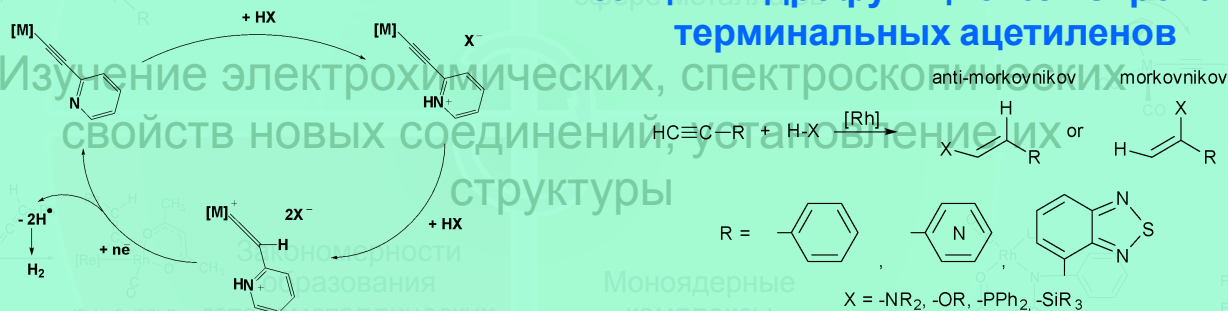 терминальных ацетиленов
Изучение электрохимических, спектроскопических
свойств новых соединений, установление их
структуры
[M]
N
+ HX
[M]
X⁻
HN⁺
+ HX
[M]⁺
2X⁻
H
HN⁺
+ ne⁻
- 2H•
H₂
anti-morkovnikov morkovnikov
HC≡C–R + H-X [Rh] X H R or H X R
R = , N , N S N
X = -NR₂, -OR, -PPh₂, -SiR₃
Закономерности
образования
Моноядерные